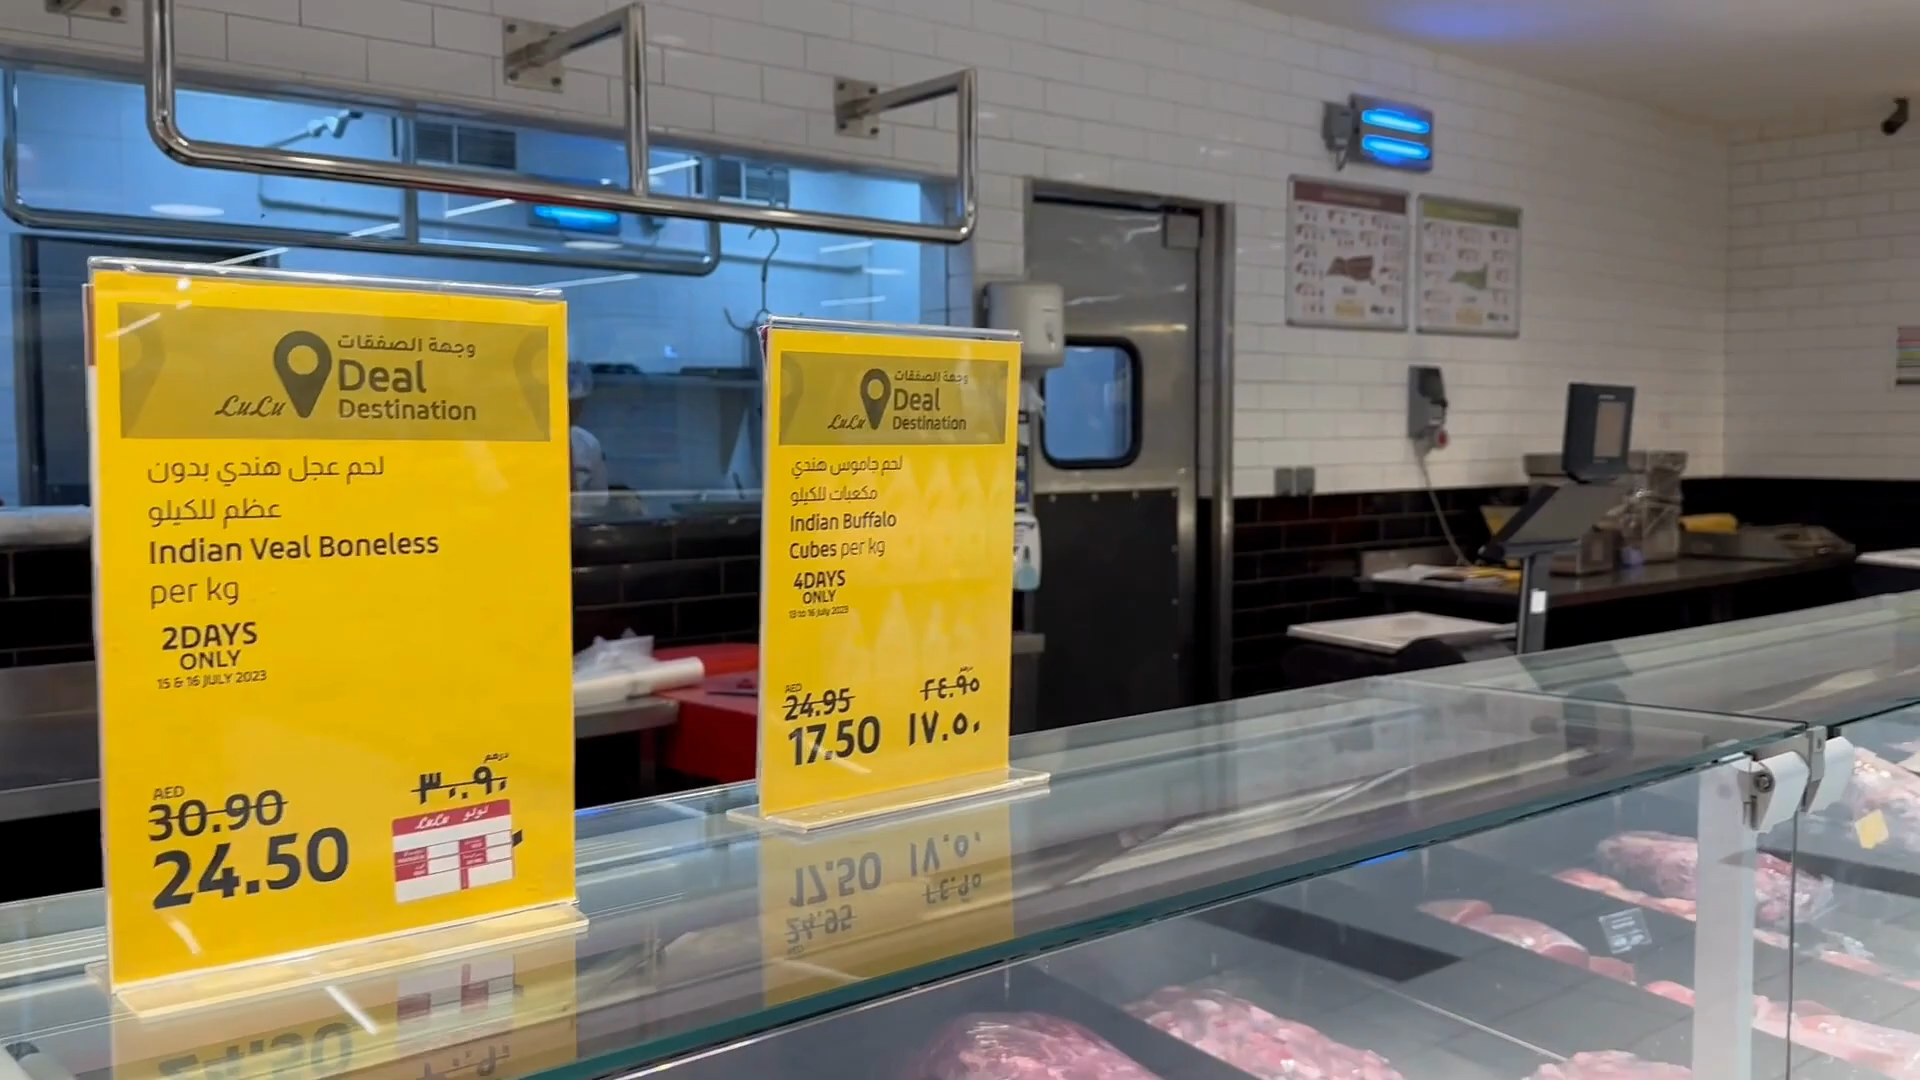 وجهة الصفقات
LuLu
Deal
Destination
لحم عجل هندي بدون
عظم للكيلو
Indian Veal Boneless
per kg
2DAYS
ONLY
15 & 16 JULY 2023
AED
30.90
24.50
درهم
٣٠.٩٠
LuLu لولو
وجهة الصفقات
LuLu
Deal
Destination
لحم جاموس هندي
مكعبات للكيلو
Indian Buffalo
Cubes per kg
4DAYS
ONLY
13 to 16 July 2023
AED
24.95
17.50
درهم
٢٤.٩٥
١٧.٥٠